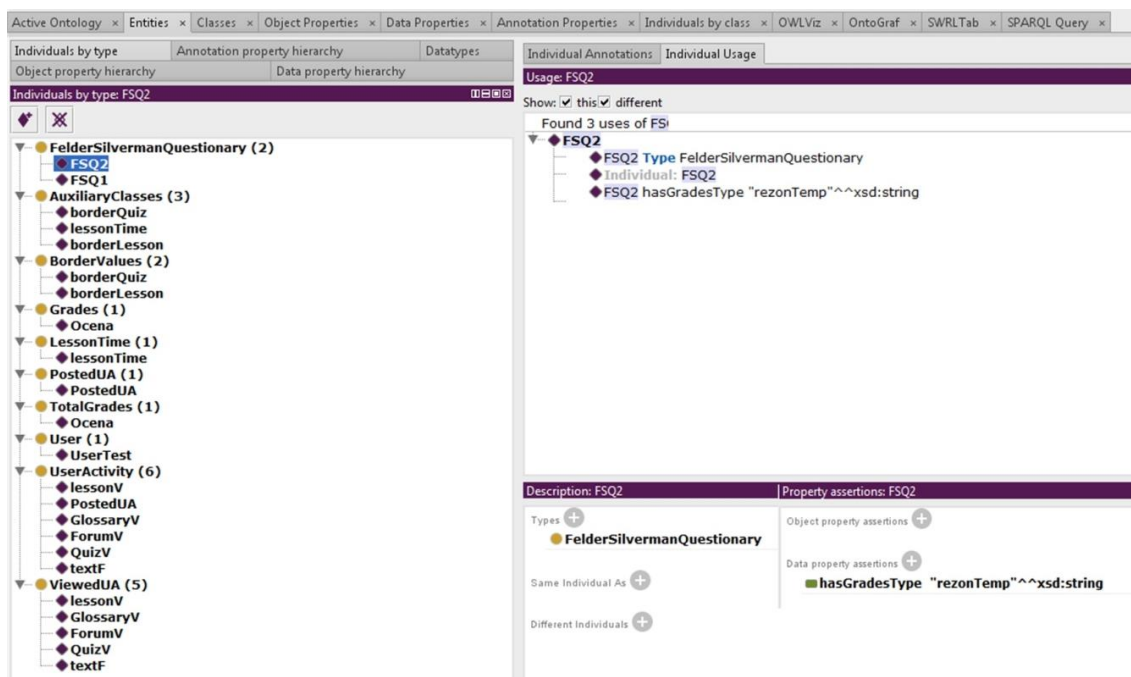 Active Ontology × Entities × Classes × Object Properties × Data Properties × Annotation Properties × Individuals by class × OWLViz × OntoGraf × SWRLTab × SPARQL Query ×
Individuals by type Annotation property hierarchy Datatypes
Object property hierarchy Data property hierarchy
Individuals by type: FSQ2
FelderSilvermanQuestionary (2)
FSQ2
FSQ1
AuxiliaryClasses (3)
borderQuiz
lessonTime
borderLesson
BorderValues (2)
borderQuiz
borderLesson
Grades (1)
Ocena
LessonTime (1)
lessonTime
PostedUA (1)
PostedUA
TotalGrades (1)
Ocena
User (1)
UserTest
UserActivity (6)
lessonV
PostedUA
GlossaryV
ForumV
QuizV
textF
ViewedUA (5)
lessonV
GlossaryV
ForumV
QuizV
textF
Individual Annotations Individual Usage
Usage: FSQ2
Show: this different
Found 3 uses of FS
FSQ2
FSQ2 Type FelderSilvermanQuestionary
Individual: FSQ2
FSQ2 hasGradesType "rezonTemp"^^xsd:string
Description: FSQ2
Types
FelderSilvermanQuestionary
Same Individual As
Different Individuals
Property assertions: FSQ2
Object property assertions
Data property assertions
hasGradesType "rezonTemp"^^xsd:string